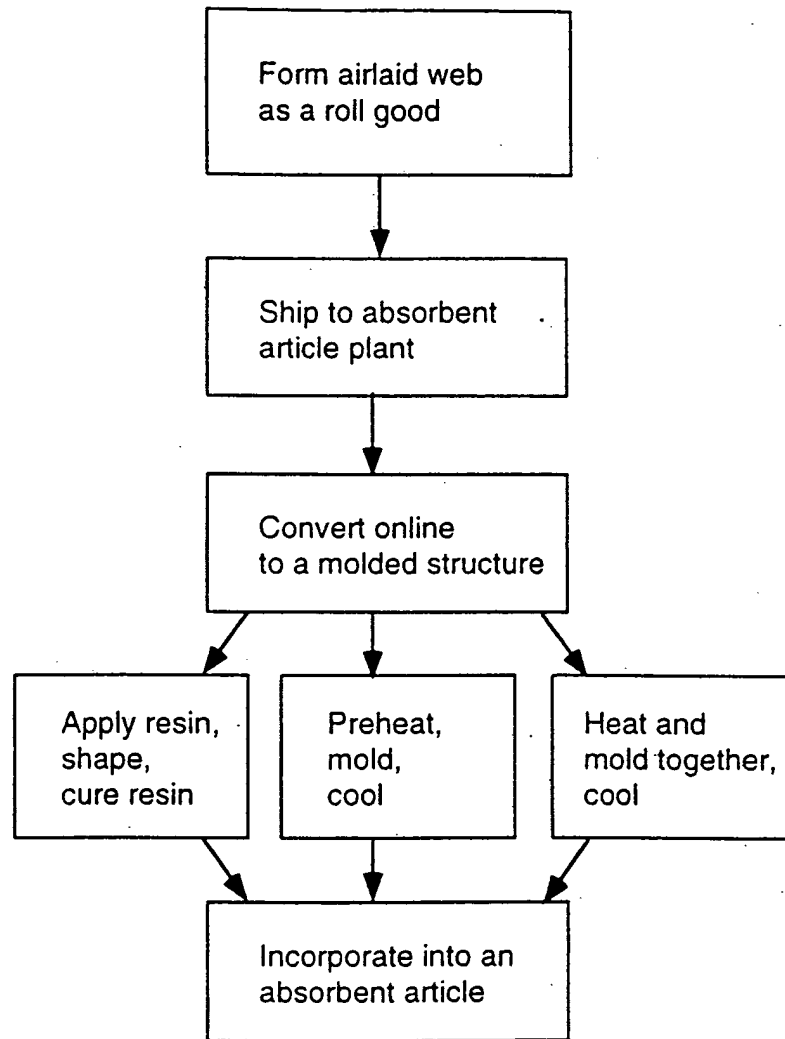 Form airlaid web
as a roll good
Ship to absorbent
article plant
Convert online
to a molded structure
Apply resin,
shape,
cure resin
Preheat,
mold,
cool
Heat and
mold together,
cool
Incorporate into an
absorbent article